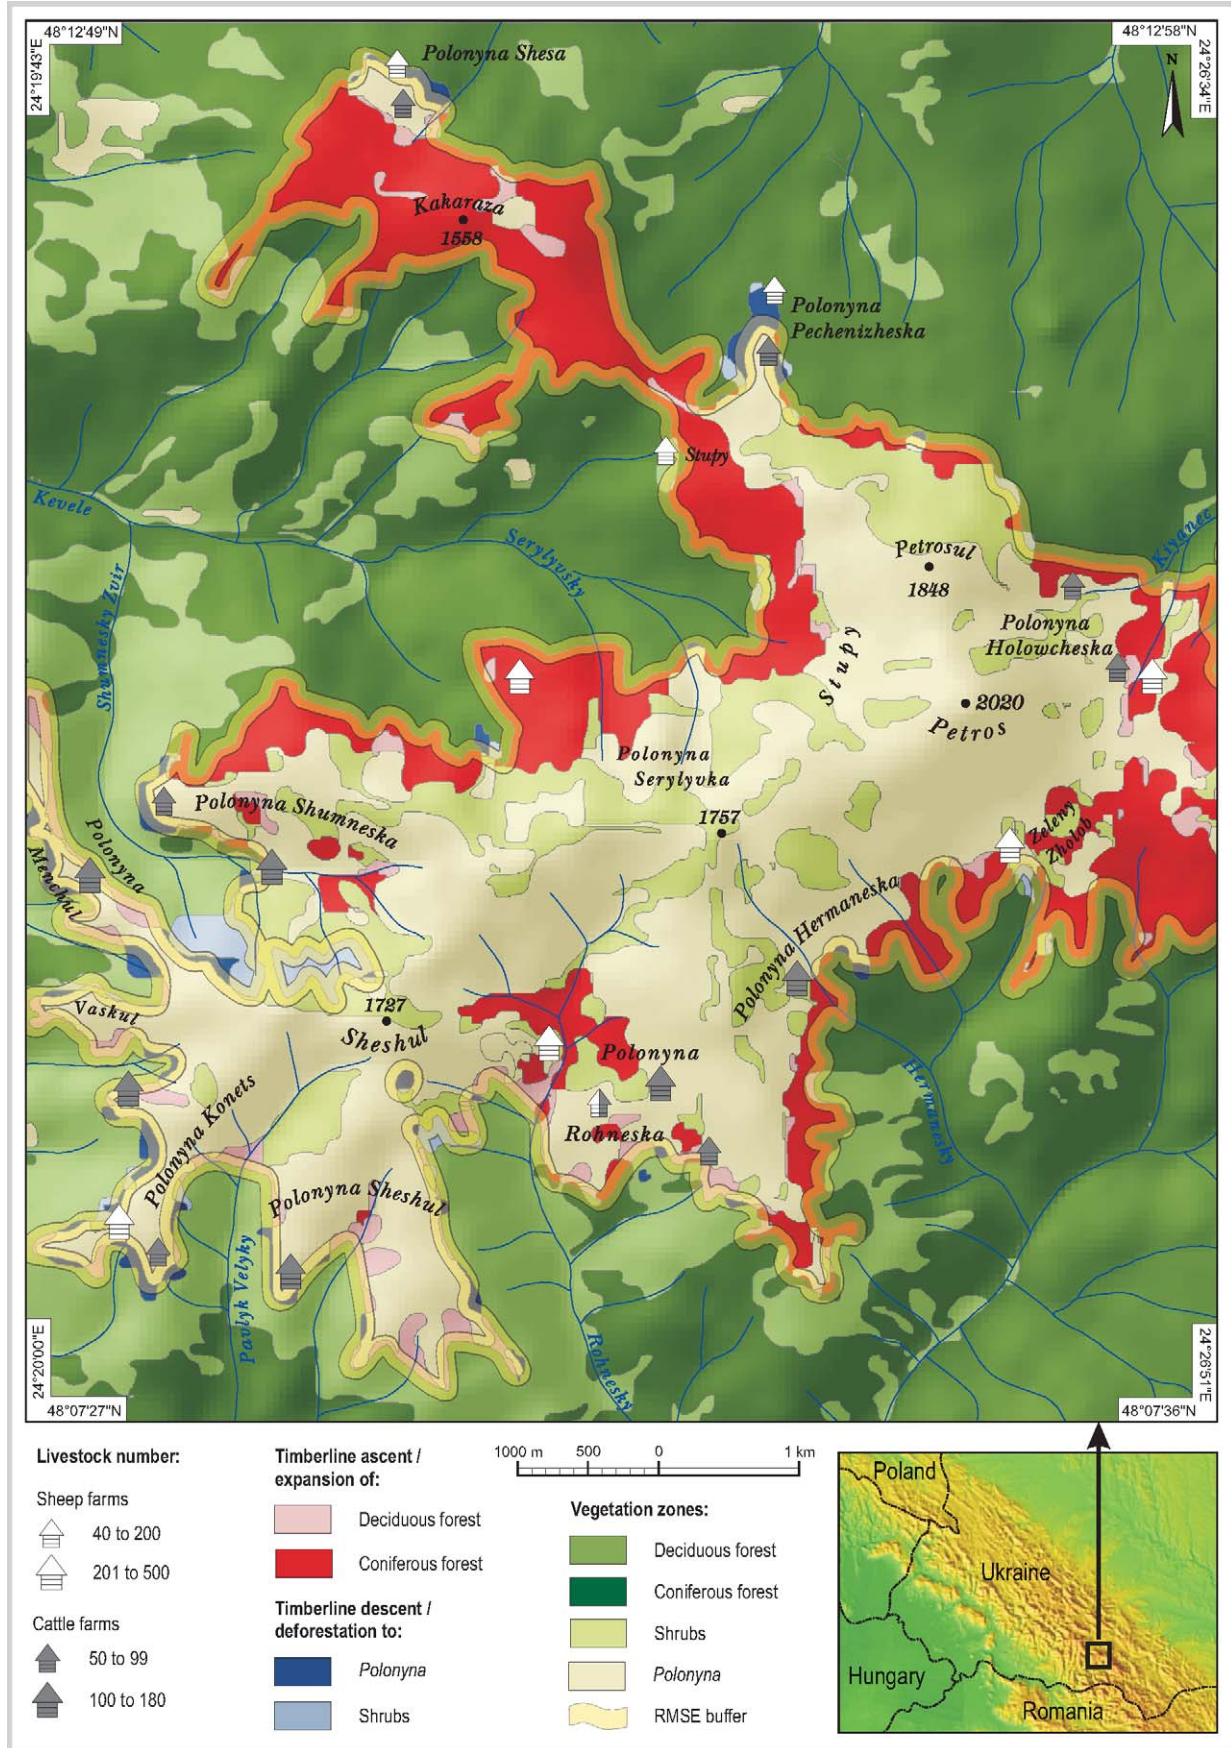 48°12'49"N
48°12'58"N
24°19'43"E
24°26'34"E
N
Polonyna Shesa
Kakaraza
1558
Polonyna
Pechenizheska
Stupy
Kevele
Serylyvsky
Shumnesky Zvir
Petrosul
1848
Kiyanec
Polonyna
Holowcheska
Stupy
2020
Petros
Polonyna
Serylyvka
1757
Polonyna Shumneska
Polonyna
Menchul
Zeleny
Zholob
Polonyna Hermaneska
Vaskul
1727
Sheshul
Polonyna
Rohneska
Hermanesky
Polonyna Konets
Polonyna Sheshul
Pavlyk Velyky
Rohnesky
24°20'00"E
24°26'51"E
48°07'27"N
48°07'36"N
Livestock number:
Sheep farms
40 to 200
201 to 500
Cattle farms
50 to 99
100 to 180
Timberline ascent /
expansion of:
Deciduous forest
Coniferous forest
Timberline descent /
deforestation to:
Polonyna
Shrubs
1000 m 500 0 1 km
Vegetation zones:
Deciduous forest
Coniferous forest
Shrubs
Polonyna
RMSE buffer
Poland
Ukraine
Hungary
Romania